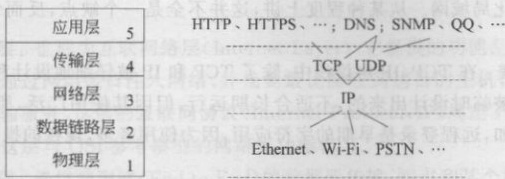 应用层 5 HTTP、HTTPS、…；DNS；SNMP、QQ、…
传输层 4 TCP UDP
网络层 3 IP
数据链路层 2
物理层 1 Ethernet、Wi-Fi、PSTN、…